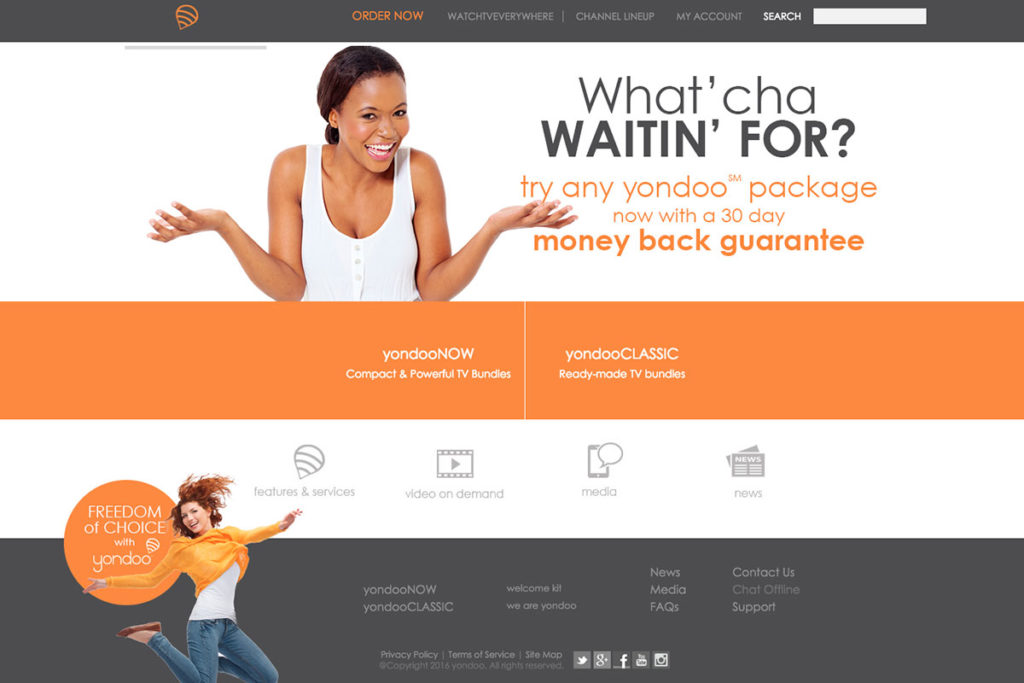 ORDER NOW
WATCHTVEVERYWHERE | CHANNEL LINEUP
MY ACCOUNT
SEARCH
What'cha
WAITIN' FOR?
try any yondoo℠ package
now with a 30 day
money back guarantee
yondooNOW
Compact & Powerful TV Bundles
yondooCLASSIC
Ready-made TV bundles
features & services
video on demand
media
NEWS
news
FREEDOM
of CHOICE
with
yondoo
yondooNOW
yondooCLASSIC
welcome kit
we are yondoo
News
Media
FAQs
Contact Us
Chat Offline
Support
Privacy Policy | Terms of Service | Site Map
©Copyright 2016 yondoo. All rights reserved.
g+
f
You Tube